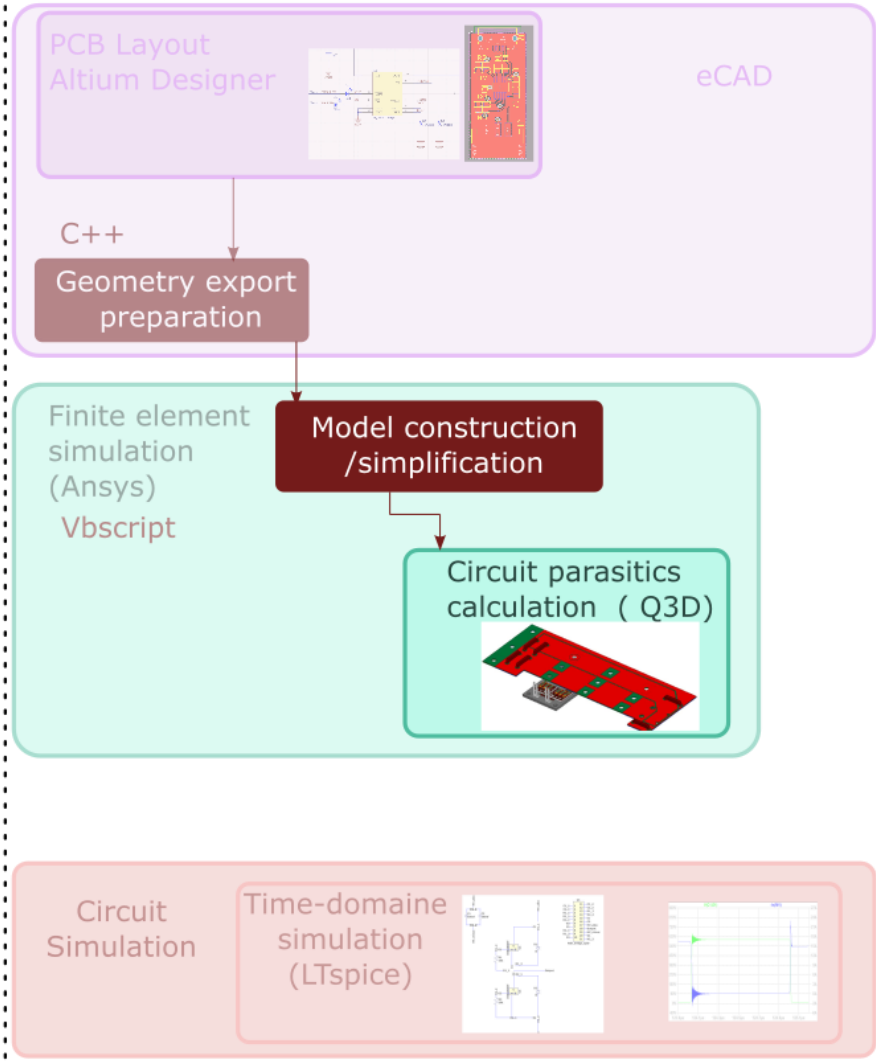 PCB Layout
Altium Designer
eCAD
C++
Geometry export
preparation
Finite element
simulation
(Ansys)
Vbscript
Model construction
/simplification
Circuit parasitics
calculation ( Q3D)
Circuit
Simulation
Time-domaine
simulation
(LTspice)